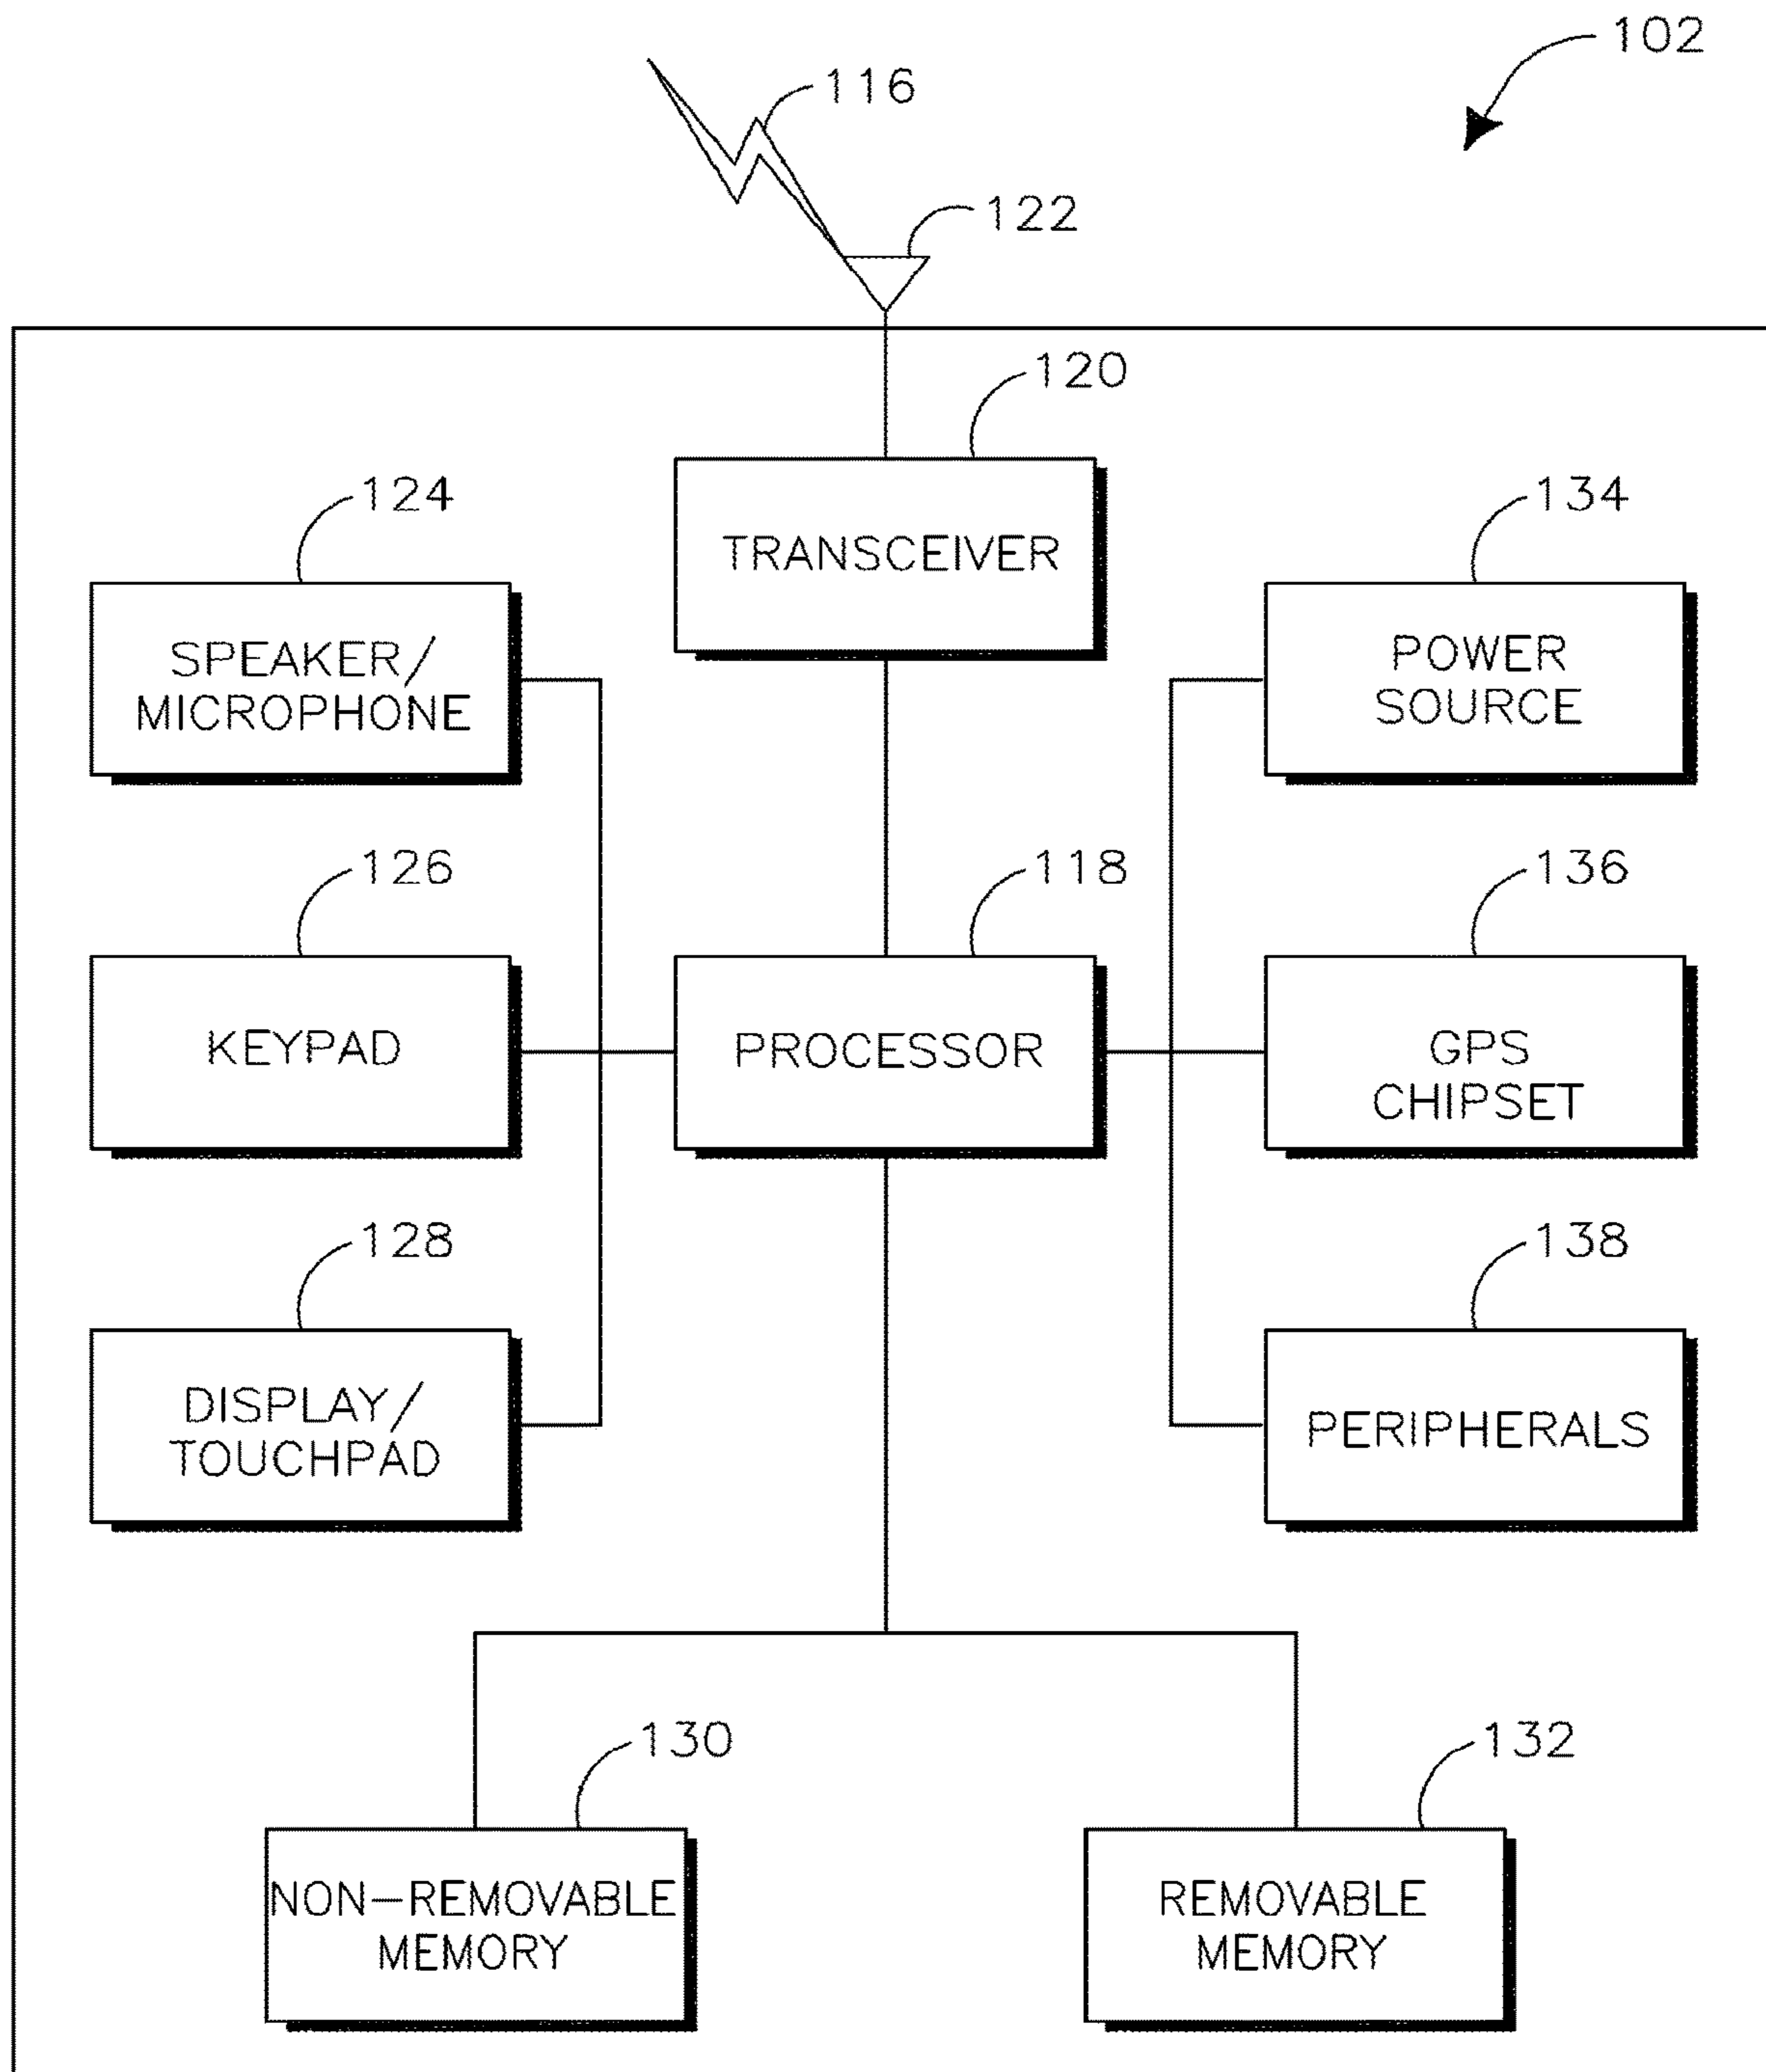 102
116
122
120
TRANSCEIVER
124
SPEAKER/
MICROPHONE
134
POWER
SOURCE
126
KEYPAD
118
PROCESSOR
136
GPS
CHIPSET
128
DISPLAY/
TOUCHPAD
138
PERIPHERALS
130
NON-REMOVABLE
MEMORY
132
REMOVABLE
MEMORY